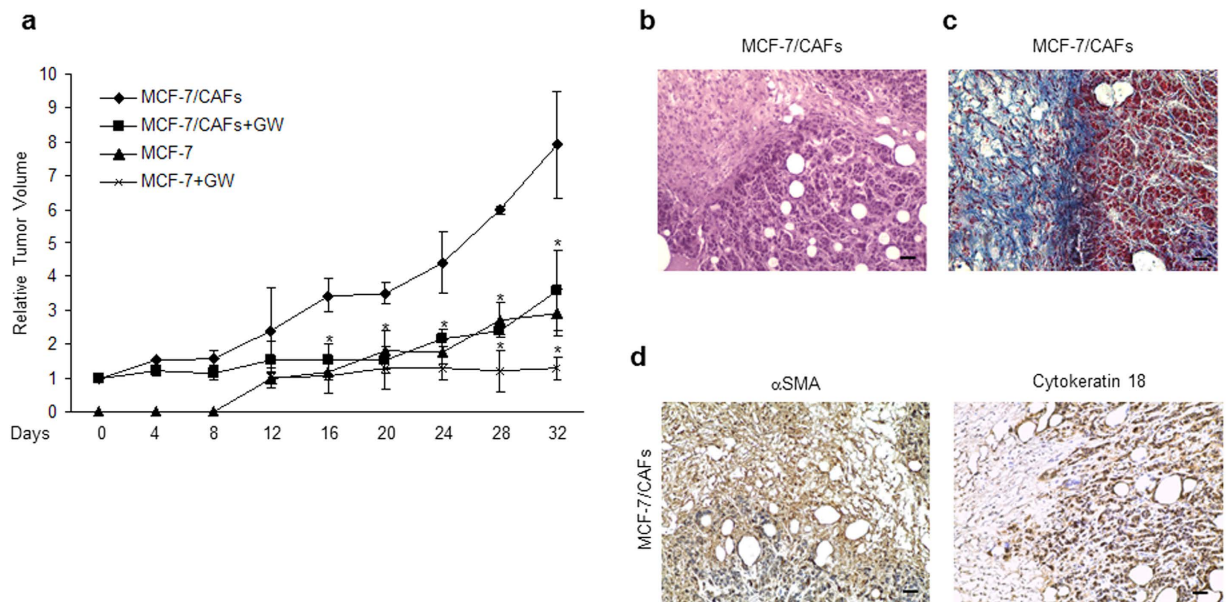 a
Relative Tumor Volume
10
9
8
7
6
5
4
3
2
1
0
MCF-7/CAFs
MCF-7/CAFs+GW
MCF-7
MCF-7+GW
*
*
*
*
*
*
*
Days 0 4 8 12 16 20 24 28 32
b
MCF-7/CAFs
c
MCF-7/CAFs
d
αSMA
Cytokeratin 18
MCF-7/CAFs